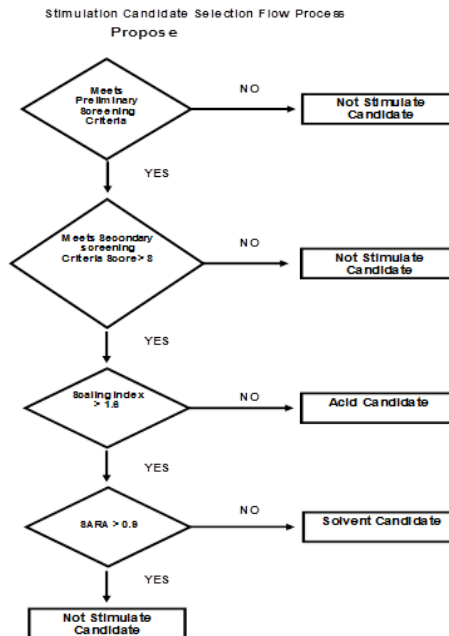 Stimulation Candidate Selection Flow Process
Propose
Meets
Preliminary
Screening
Criteria
NO
Not Stimulate
Candidate
YES
Meets Secondary
screening
Criteria Score> 8
NO
Not Stimulate
Candidate
YES
Scaling Index
> 1.6
NO
Acid Candidate
YES
SARA > 0.9
NO
Solvent Candidate
YES
Not Stimulate
Candidate